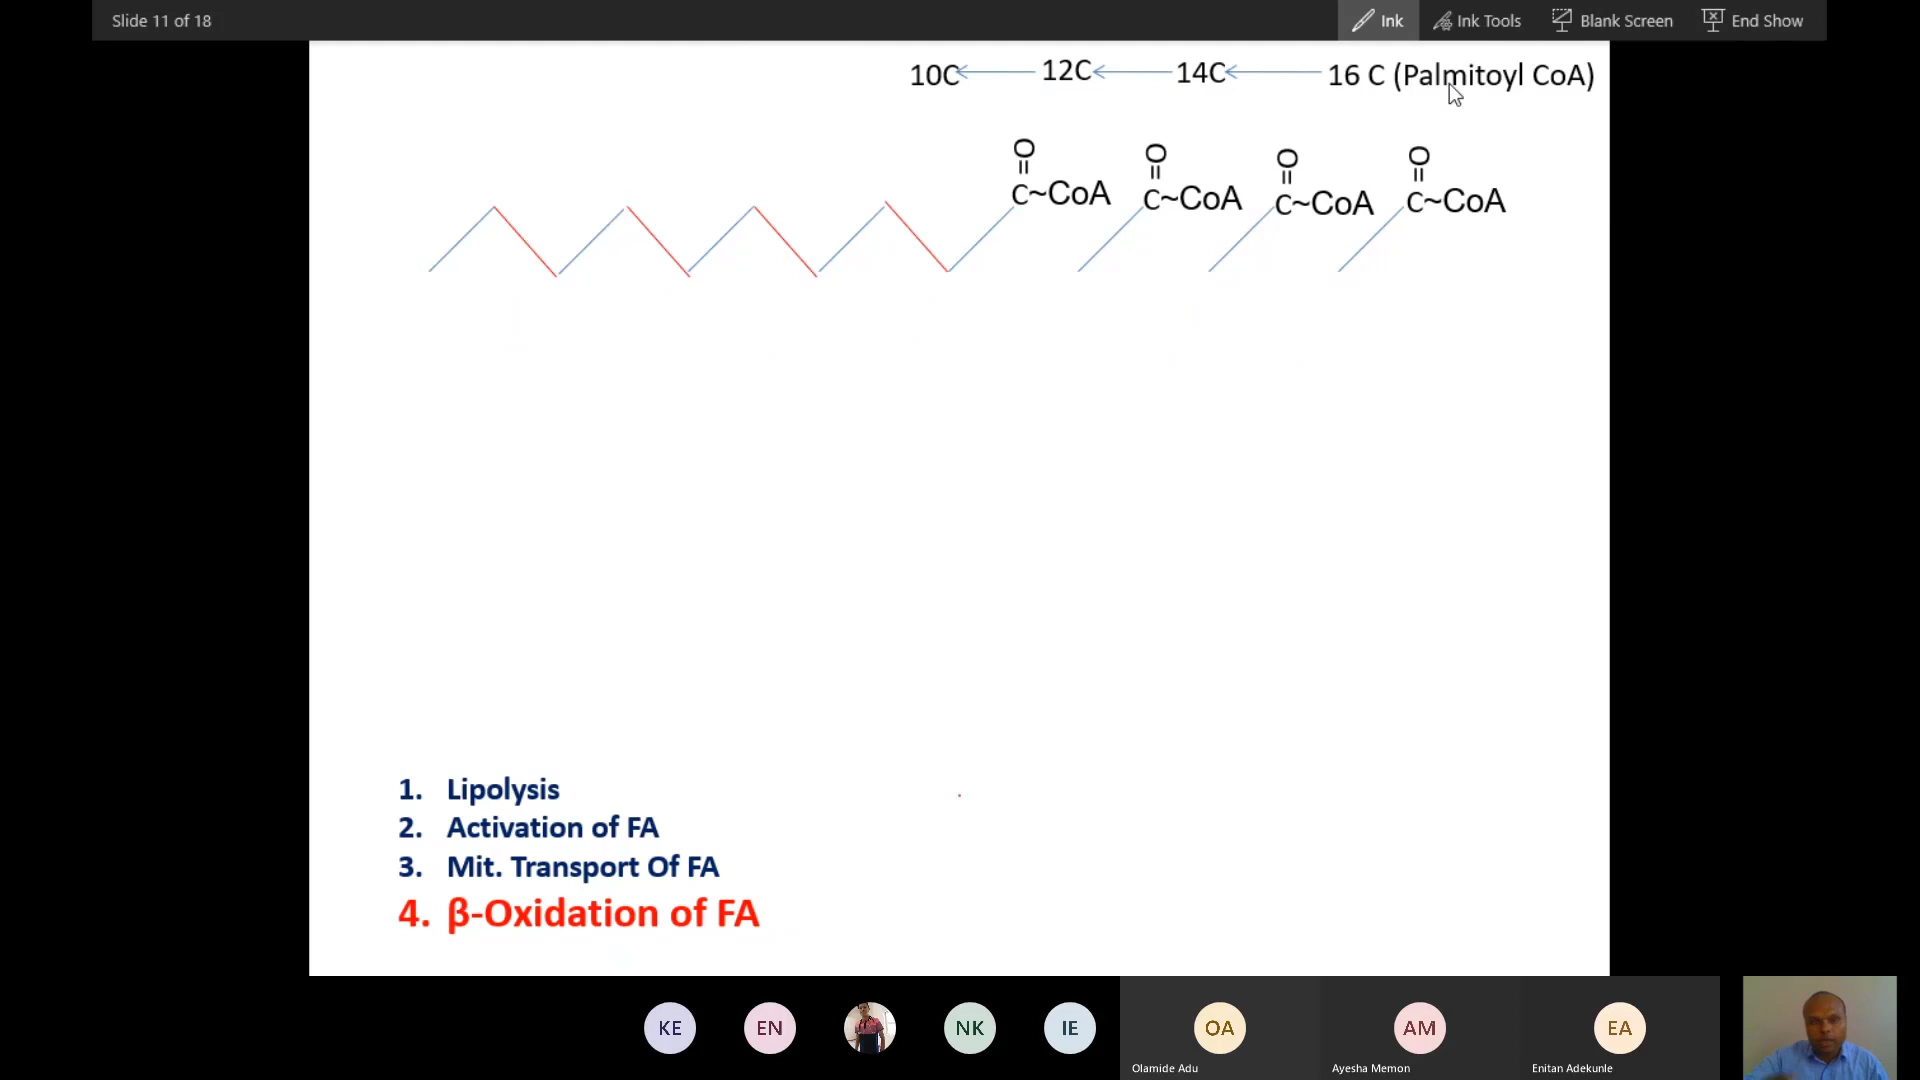 Slide 11 of 18
Ink
Ink Tools
Blank Screen
End Show
10C
12C
14C
16 C (Palmitoyl CoA)
O
O
O
O
C~CoA
C~CoA
C~CoA
C~CoA
1. Lipolysis
2. Activation of FA
3. Mit. Transport Of FA
4. β-Oxidation of FA
KE
EN
NK
IE
OA
AM
EA
Olamide Adu
Ayesha Memon
Enitan Adekunle